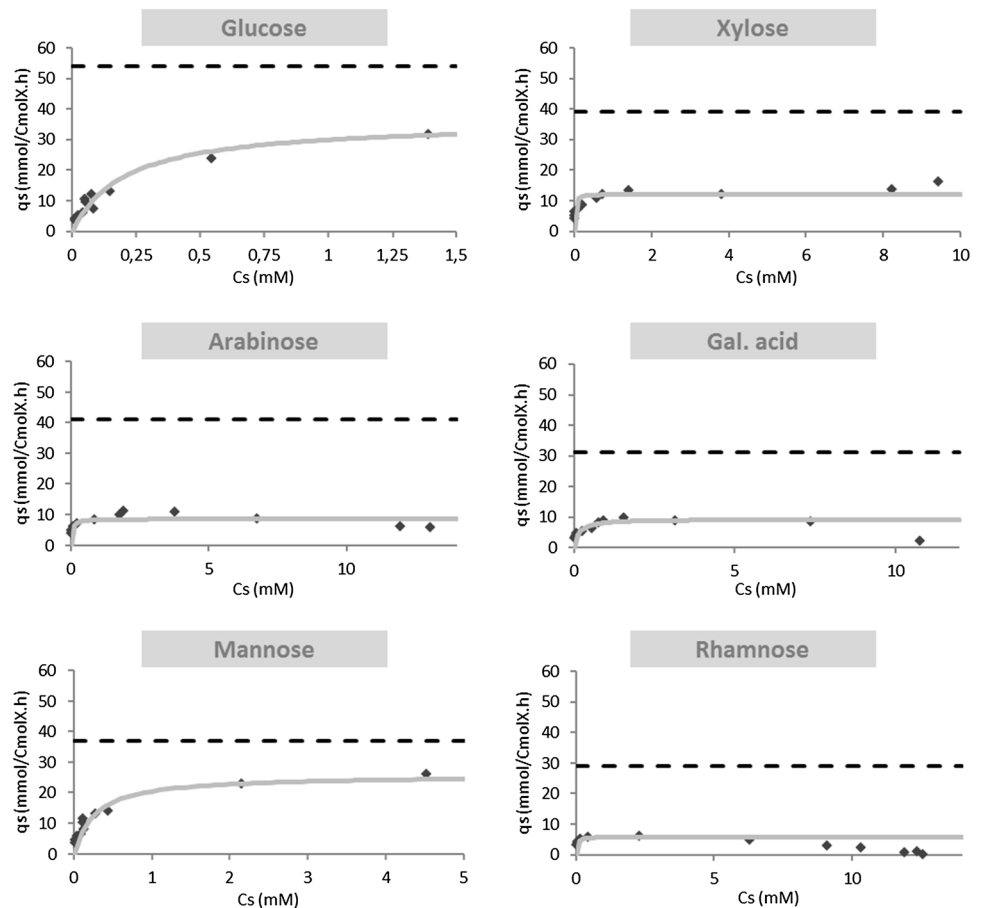 Glucose
qs (mmol/CmolX.h)
60
50
40
30
20
10
0
0 0,25 0,5 0,75 1 1,25 1,5
Cs (mM)
Xylose
qs (mmol/CmolX.h)
60
50
40
30
20
10
0
0 2 4 6 8 10
Cs (mM)
Arabinose
qs (mmol/CmolX.h)
60
50
40
30
20
10
0
0 5 10
Cs (mM)
Gal. acid
qs (mmol/CmolX.h)
60
50
40
30
20
10
0
0 5 10
Cs (mM)
Mannose
qs (mmol/CmolX.h)
60
50
40
30
20
10
0
0 1 2 3 4 5
Cs (mM)
Rhamnose
qs (mmol/CmolX.h)
60
50
40
30
20
10
0
0 5 10
Cs (mM)